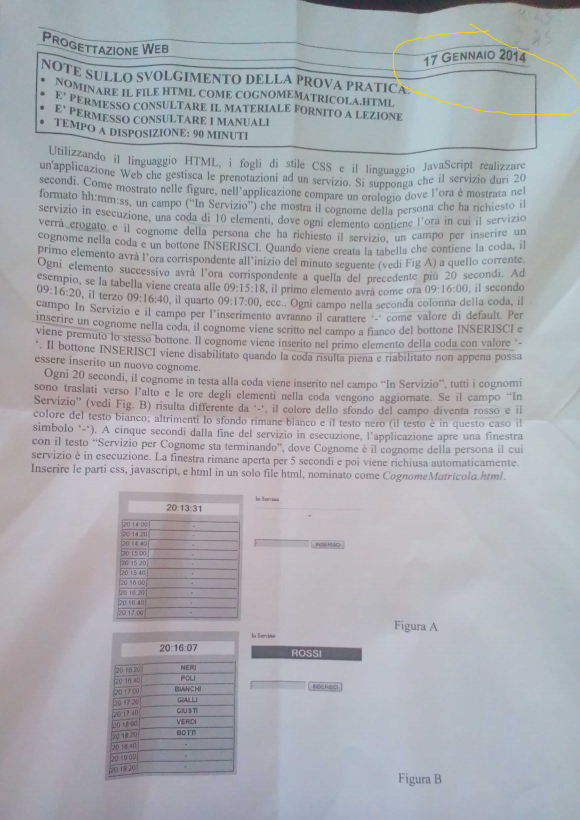 PROGETTAZIONE WEB
17 GENNAIO 2014
NOTE SULLO SVOLGIMENTO DELLA PROVA PRATICA:
• NOMINARE IL FILE HTML COME COGNOMEMATRICOLA.HTML
• E' PERMESSO CONSULTARE IL MATERIALE FORNITO A LEZIONE
• E' PERMESSO CONSULTARE I MANUALI
• TEMPO A DISPOSIZIONE: 90 MINUTI
Utilizzando il linguaggio HTML, i fogli di stile CSS e il linguaggio JavaScript realizzare
un'applicazione Web che gestisca le prenotazioni ad un servizio. Si supponga che il servizio duri 20
secondi. Come mostrato nelle figure, nell'applicazione compare un orologio dove l'ora è mostrata nel
formato hh:mm:ss, un campo ("In Servizio") che mostra il cognome della persona che ha richiesto il
servizio in esecuzione, una coda di 10 elementi, dove ogni elemento contiene l'ora in cui il servizio
verrà erogato e il cognome della persona che ha richiesto il servizio, un campo per inserire un
cognome nella coda e un bottone INSERISCI. Quando viene creata la tabella che contiene la coda, il
primo elemento avrà l'ora corrispondente all'inizio del minuto seguente (vedi Fig A) a quello corrente.
Ogni elemento successivo avrà l'ora corrispondente a quella del precedente più 20 secondi. Ad
esempio, se la tabella viene creata alle 09:15:18, il primo elemento avrà come ora 09:16:00, il secondo
09:16:20, il terzo 09:16:40, il quarto 09:17:00, ecc.. Ogni campo nella seconda colonna della coda, il
campo In Servizio e il campo per l'inserimento avranno il carattere '-' come valore di default. Per
inserire un cognome nella coda, il cognome viene scritto nel campo a fianco del bottone INSERISCI e
viene premuto lo stesso bottone. Il cognome viene inserito nel primo elemento della coda con valore '-
'. Il bottone INSERISCI viene disabilitato quando la coda risulta piena e riabilitato non appena possa
essere inserito un nuovo cognome.
Ogni 20 secondi, il cognome in testa alla coda viene inserito nel campo "In Servizio", tutti i cognomi
sono traslati verso l'alto e le ore degli elementi nella coda vengono aggiornate. Se il campo "In
Servizio" (vedi Fig. B) risulta differente da '-', il colore dello sfondo del campo diventa rosso e il
colore del testo bianco; altrimenti lo sfondo rimane bianco e il testo nero (il testo è in questo caso il
simbolo '-'). A cinque secondi dalla fine del servizio in esecuzione, l'applicazione apre una finestra
con il testo "Servizio per Cognome sta terminando", dove Cognome è il cognome della persona il cui
servizio è in esecuzione. La finestra rimane aperta per 5 secondi e poi viene richiusa automaticamente.
Inserire le parti css, javascript, e html in un solo file html, nominato come CognomeMatricola.html.
In Servizio
20:13:31
-
20:14:00 -
20:14:20 -
20:14:40 -
20:15:00 -
20:15:20 -
20:15:40 -
20:16:00 -
20:16:20 -
20:16:40 -
20:17:00 -
INSERISCI
Figura A
In Servizio
20:16:07
ROSSI
20:16:20 NERI
20:16:40 POLI
20:17:00 BIANCHI
20:17:20 GIALLI
20:17:40 GIUSTI
20:18:00 VERDI
20:18:20 BOTTI
20:18:40 -
20:19:00 -
20:19:20 -
INSERISCI
Figura B